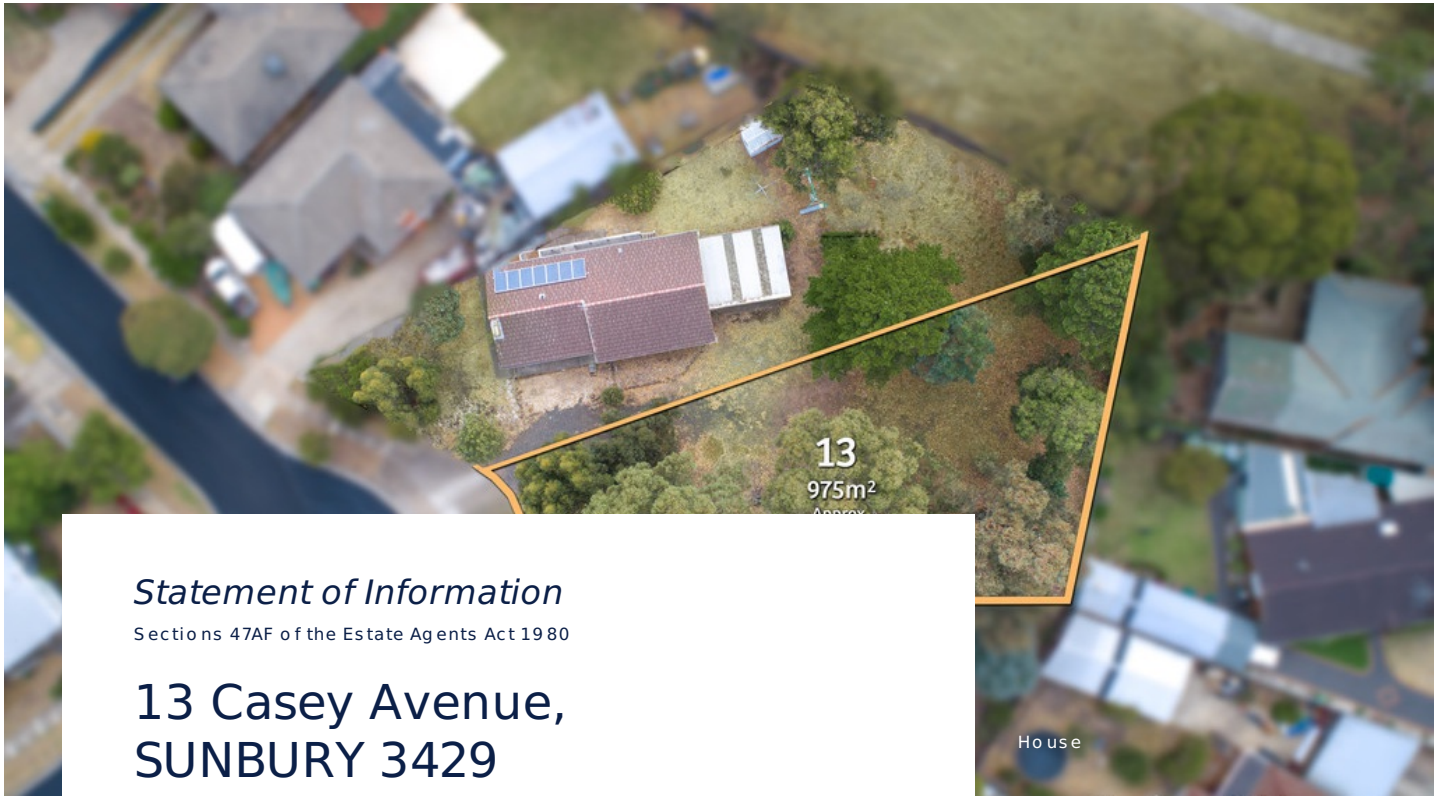 13
975m²
Approx.
Statement of Information
Sections 47AF of the Estate Agents Act 1980
13 Casey Avenue,
SUNBURY 3429
House